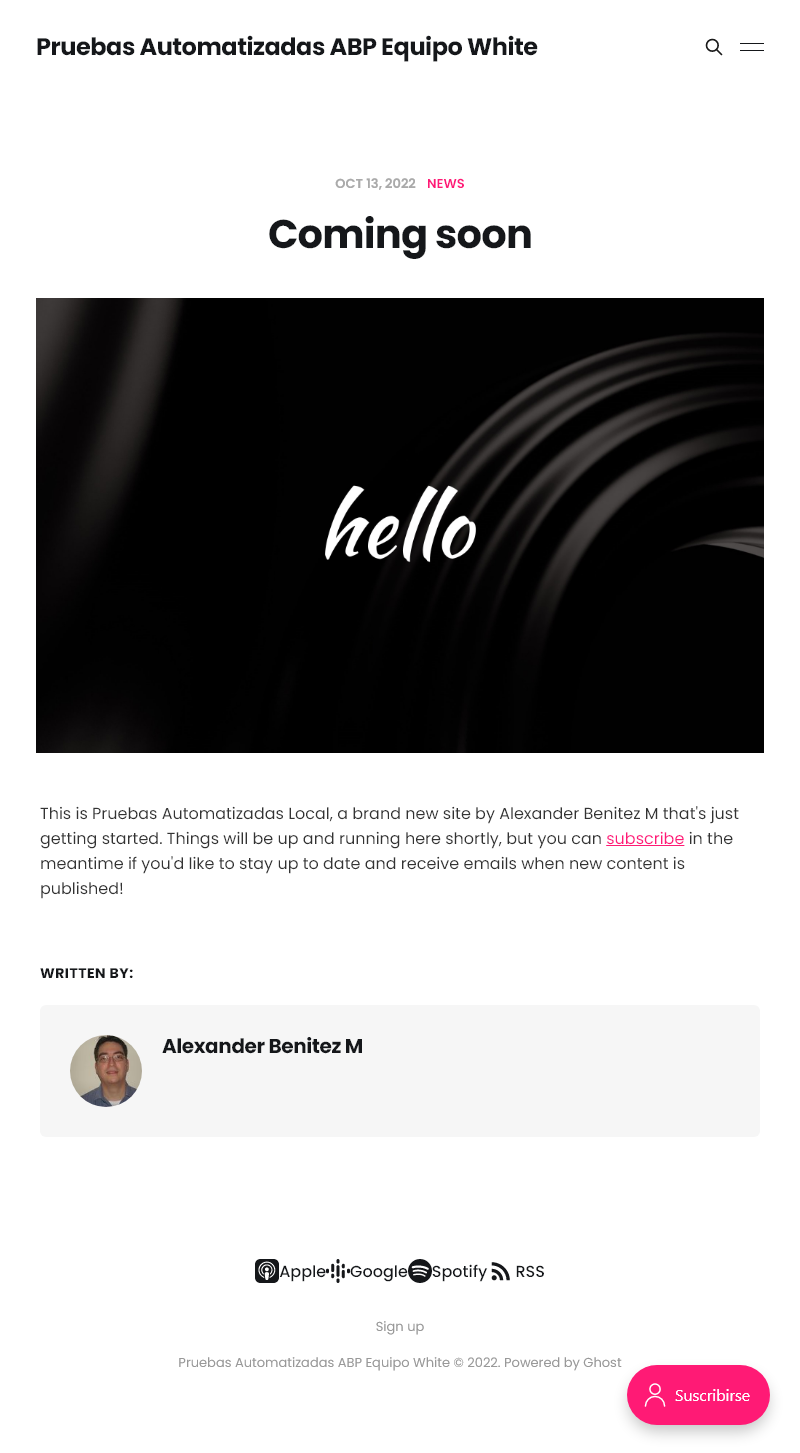 Pruebas Automatizadas ABP Equipo White
OCT 13, 2022 NEWS
Coming soon
hello
This is Pruebas Automatizadas Local, a brand new site by Alexander Benitez M that's just
getting started. Things will be up and running here shortly, but you can subscribe in the
meantime if you'd like to stay up to date and receive emails when new content is
published!
WRITTEN BY:
Alexander Benitez M
Apple Google Spotify RSS
Sign up
Pruebas Automatizadas ABP Equipo White © 2022. Powered by Ghost
Suscribirse